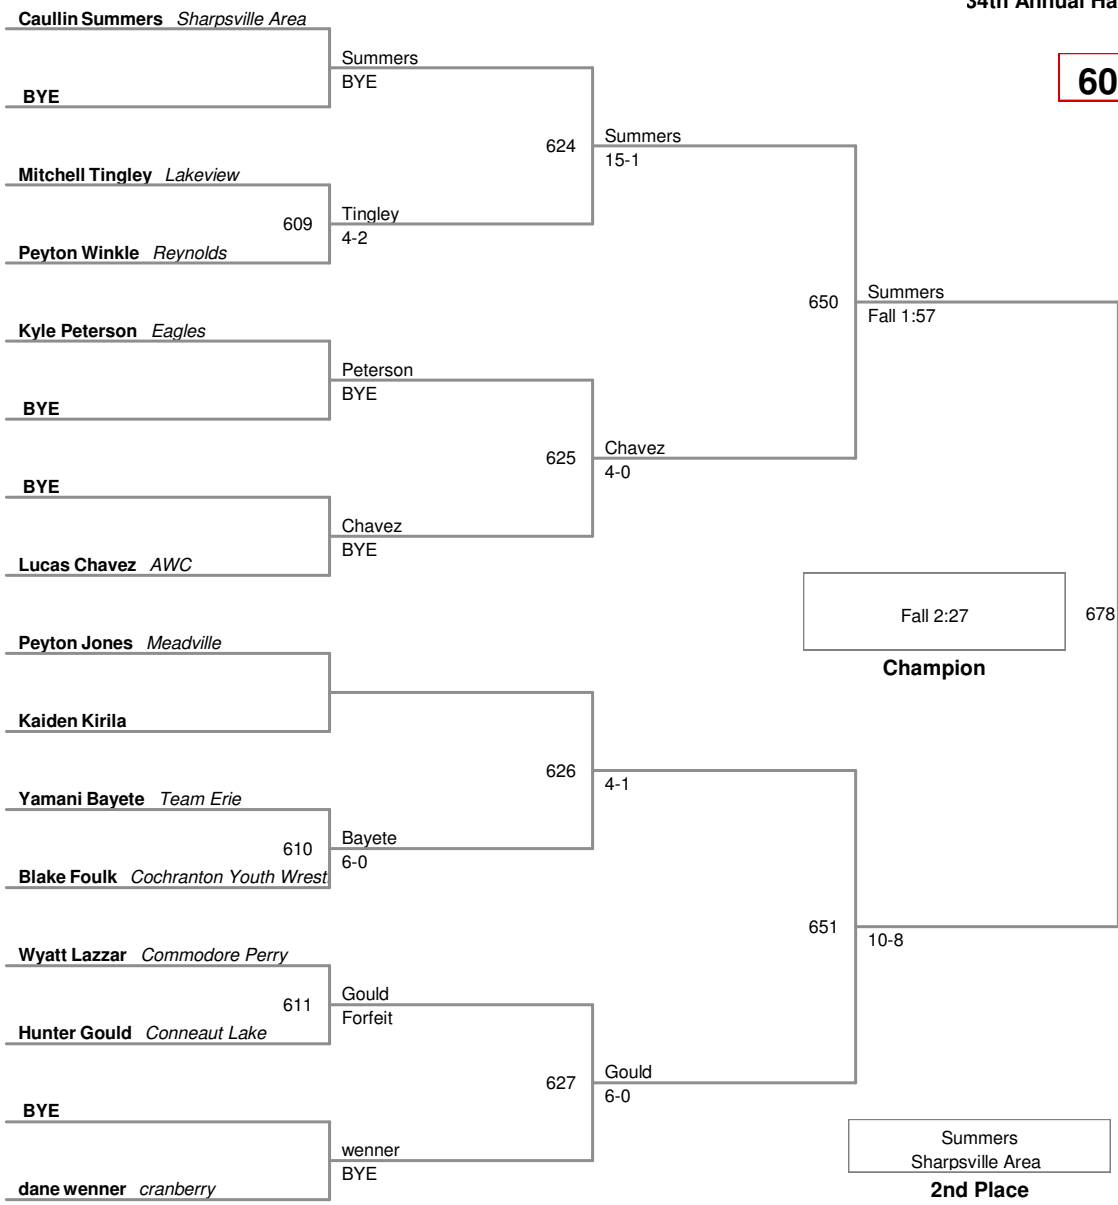 34th Annual Ha
60
Caullin Summers Sharpsville Area
Summers
BYE
BYE
624
Summers
15-1
Mitchell Tingley Lakeview
609
Tingley
4-2
Peyton Winkle Reynolds
650
Summers
Fall 1:57
Kyle Peterson Eagles
Peterson
BYE
BYE
625
Chavez
4-0
BYE
Chavez
BYE
Lucas Chavez AWC
Fall 2:27
678
Champion
Peyton Jones Meadville
Kaiden Kirila
626
4-1
Yamani Bayete Team Erie
610
Bayete
6-0
Blake Foulk Cochranton Youth Wrest
651
10-8
Wyatt Lazzar Commodore Perry
611
Gould
Forfeit
Hunter Gould Conneaut Lake
627
Gould
6-0
BYE
wenner
BYE
dane wenner cranberry
Summers
Sharpsville Area
2nd Place